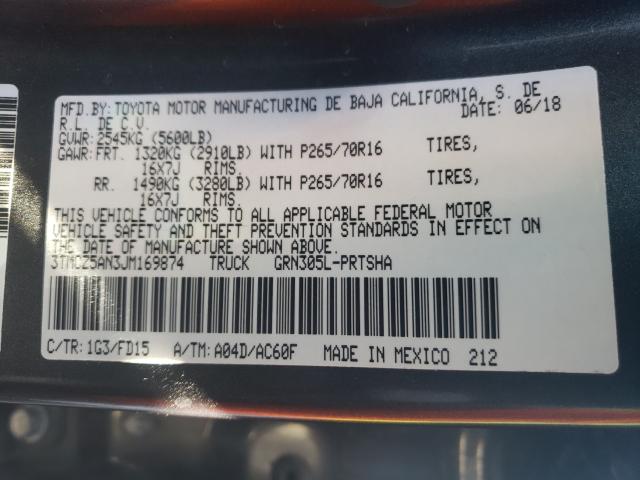 MFD.BY: TOYOTA MOTOR MANUFACTURING DE BAJA CALIFORNIA, S. DE
R.L. DE C.V. DATE: 06/18
GVWR: 2545KG (5600LB)
GAWR: FRT. 1320KG (2910LB) WITH P265/70R16 TIRES,
16X7J RIMS.
RR. 1490KG (3280LB) WITH P265/70R16 TIRES,
16X7J RIMS.
THIS VEHICLE CONFORMS TO ALL APPLICABLE FEDERAL MOTOR
VEHICLE SAFETY AND THEFT PREVENTION STANDARDS IN EFFECT ON
THE DATE OF MANUFACTURE SHOWN ABOVE.
3TMCZ5AN3JM169874 TRUCK GRN305L-PRTSHA
C/TR: 1G3/FD15 A/TM: A04D/AC60F MADE IN MEXICO 212